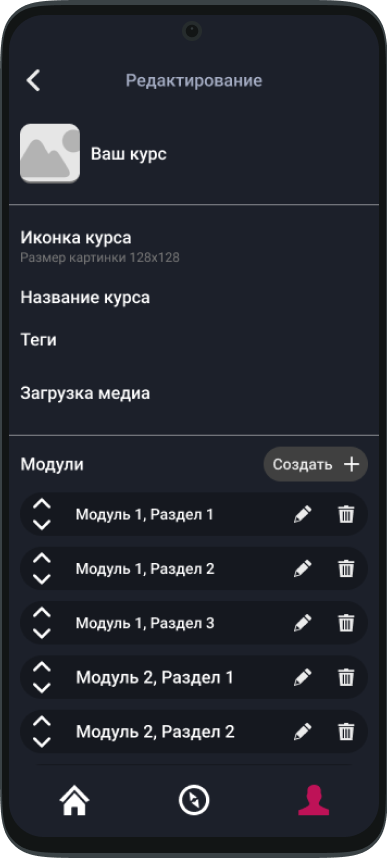 Редактирование
Ваш курс
Иконка курса
Размер картинки 128x128
Название курса
Теги
Загрузка медиа
Модули
Создать
Модуль 1, Раздел 1
Модуль 1, Раздел 2
Модуль 1, Раздел 3
Модуль 2, Раздел 1
Модуль 2, Раздел 2